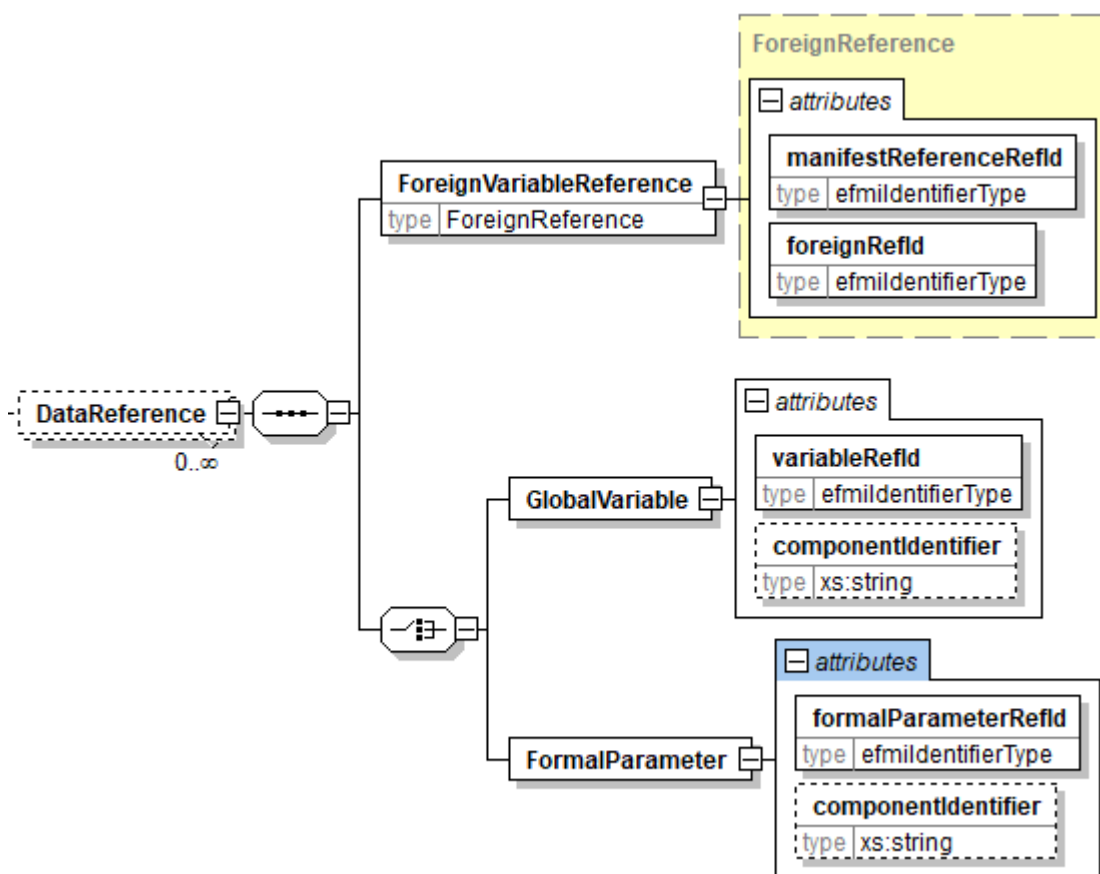 ForeignReference
attributes
manifestReferenceRefId
type efmiIdentifierType
foreignRefId
type efmiIdentifierType
ForeignVariableReference
type ForeignReference
DataReference
0..∞
attributes
variableRefId
type efmiIdentifierType
componentIdentifier
type xs:string
GlobalVariable
attributes
formalParameterRefId
type efmiIdentifierType
componentIdentifier
type xs:string
FormalParameter